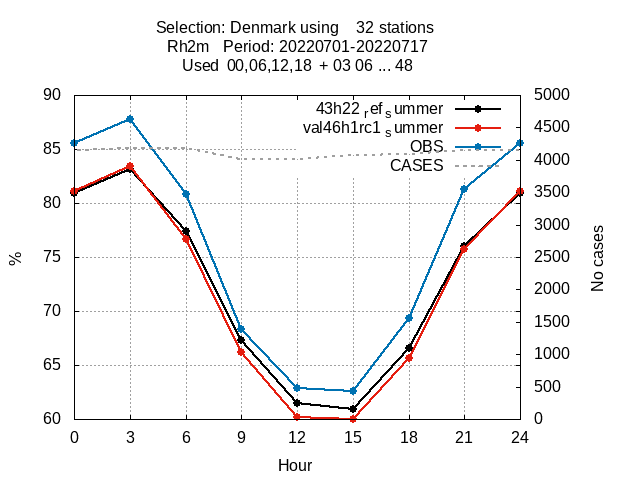 Selection: Denmark using    32 stations
Rh2m   Period: 20220701-20220717
Used  00,06,12,18  + 03 06 ... 48
90 5000
43h22 ref summer
4500
val46h1rc1 summer
OBS
85 4000
CASES
80 3500
3000
75 2500
2000
70 1500
65 1000
500
60 0
%
No cases
0 3 6 9 12 15 18 21 24
Hour